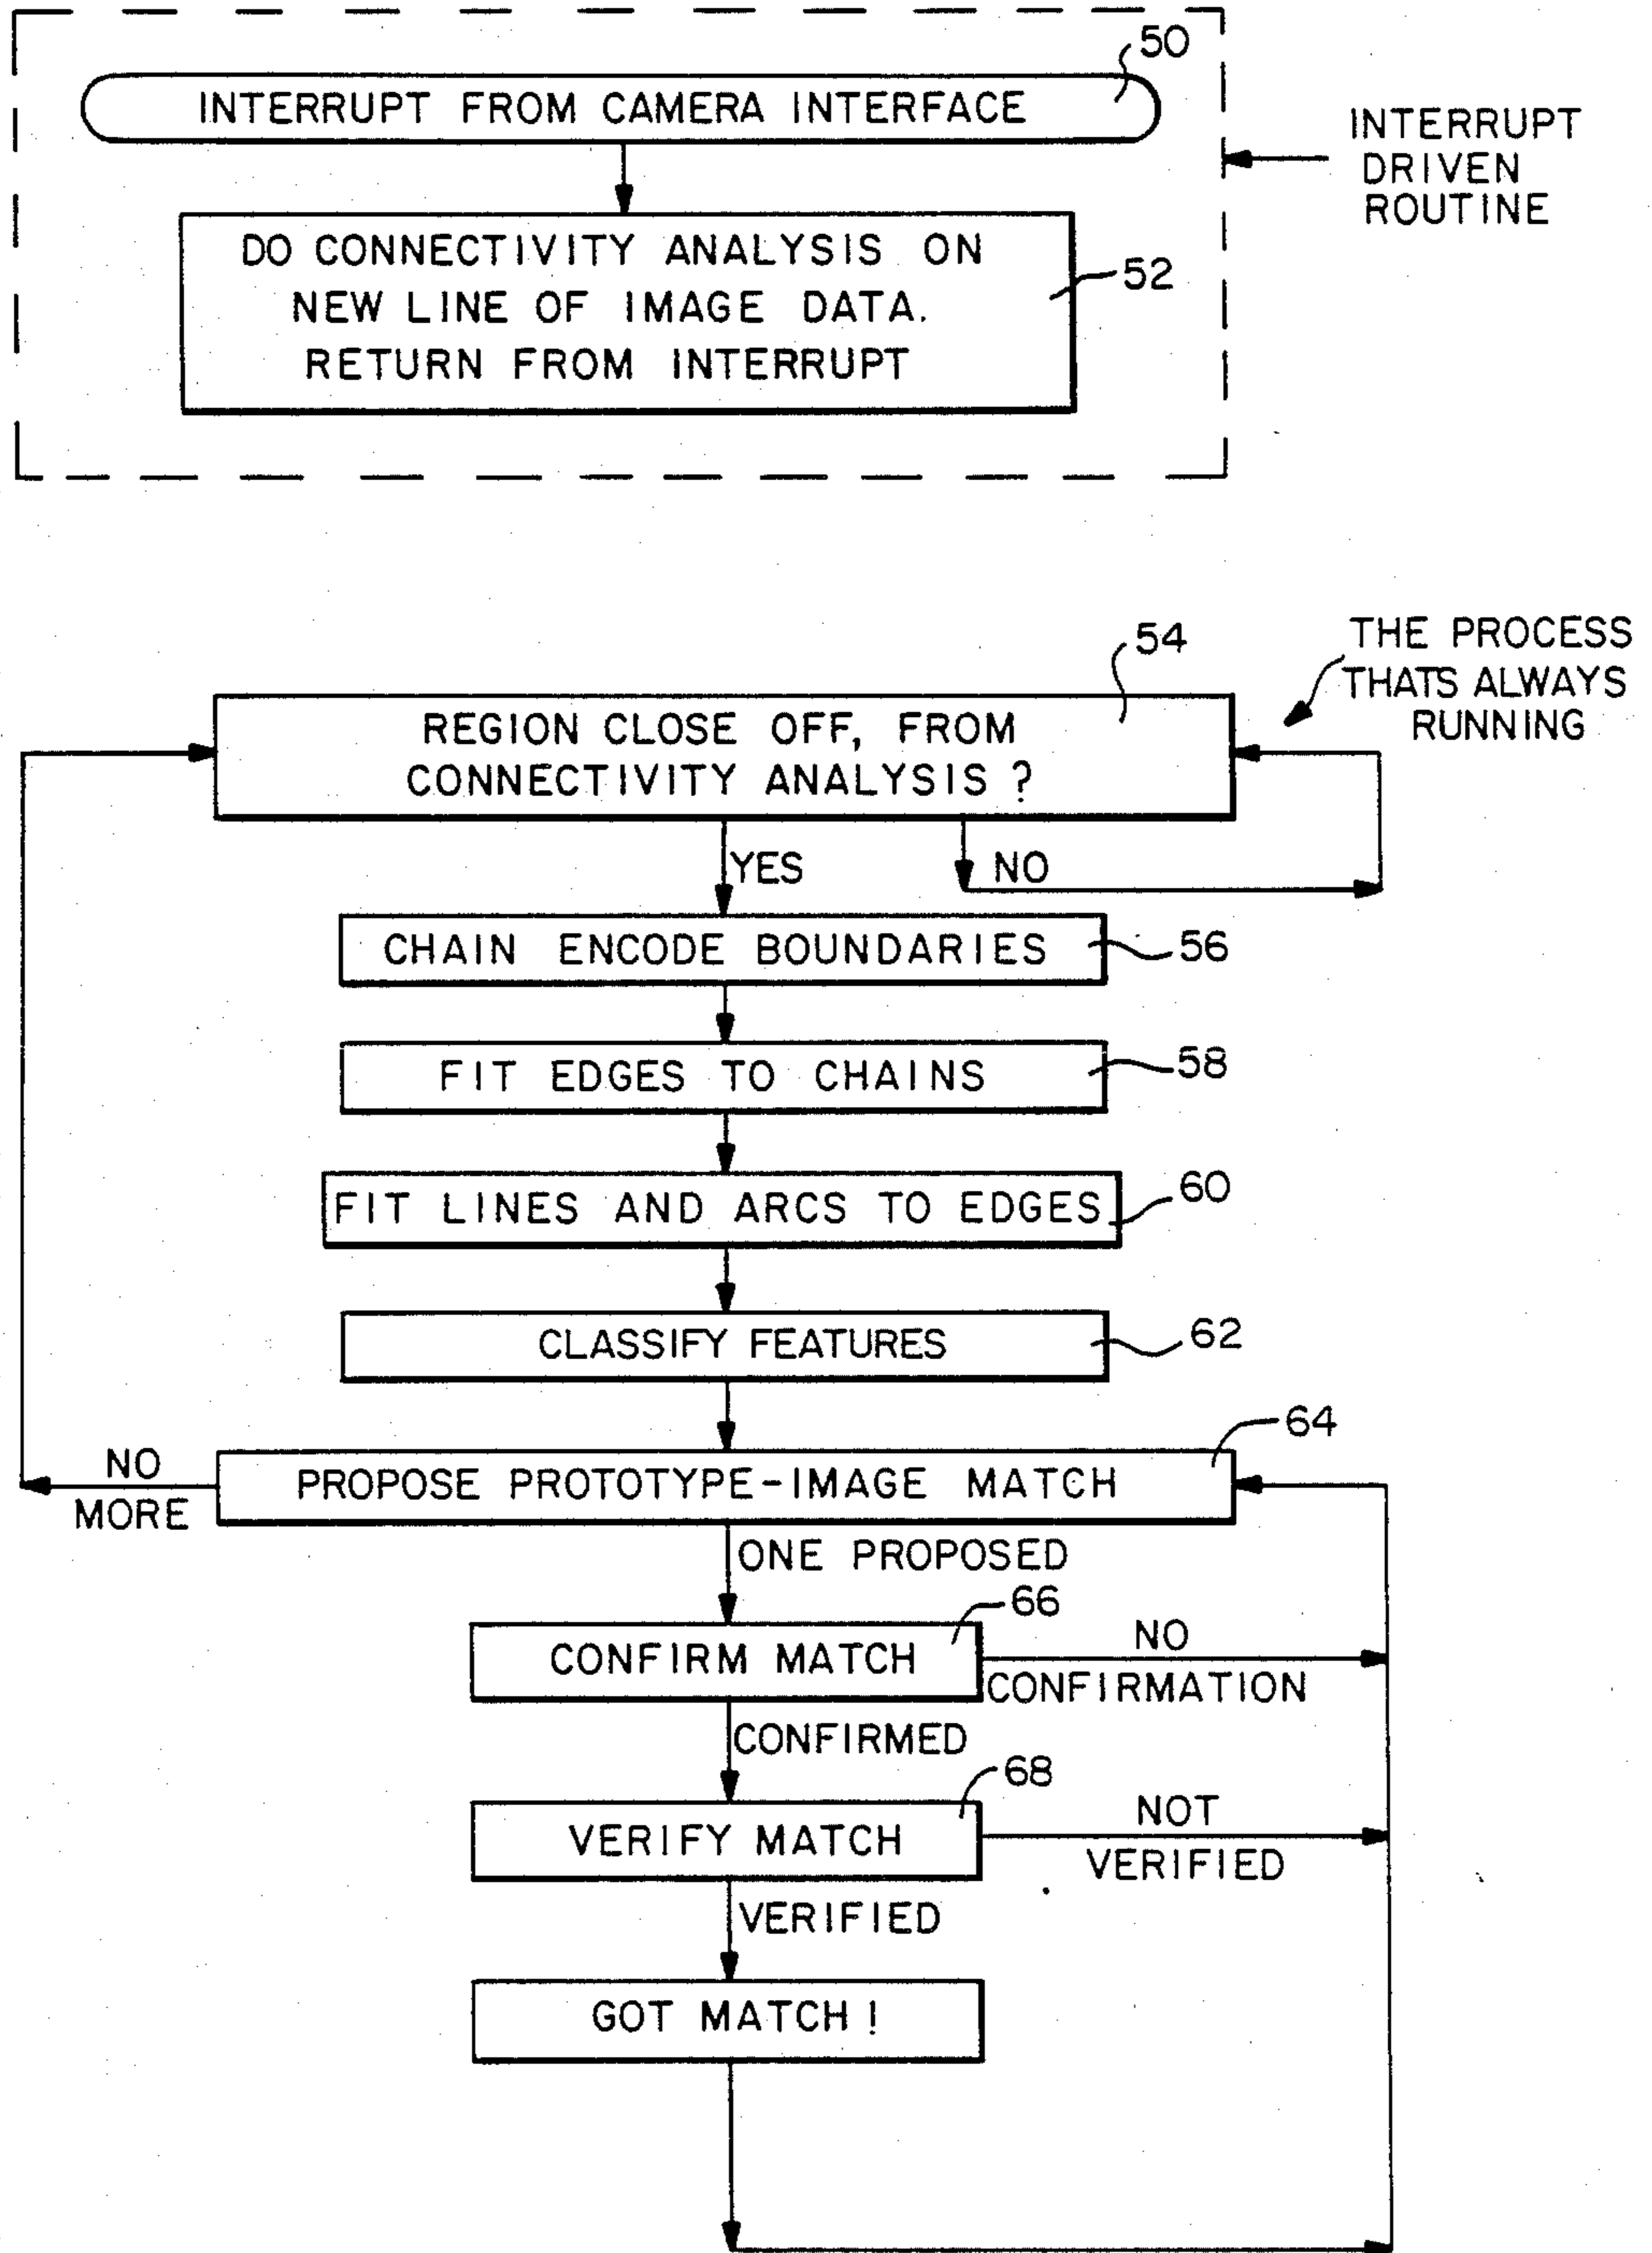 50
INTERRUPT FROM CAMERA INTERFACE
INTERRUPT
DRIVEN
ROUTINE
DO CONNECTIVITY ANALYSIS ON
NEW LINE OF IMAGE DATA.
RETURN FROM INTERRUPT
52
54
THE PROCESS
THATS ALWAYS
RUNNING
REGION CLOSE OFF, FROM
CONNECTIVITY ANALYSIS ?
YES
NO
CHAIN ENCODE BOUNDARIES
56
FIT EDGES TO CHAINS
58
FIT LINES AND ARCS TO EDGES
60
CLASSIFY FEATURES
62
64
NO
MORE
PROPOSE PROTOTYPE-IMAGE MATCH
ONE PROPOSED
66
CONFIRM MATCH
NO
CONFIRMATION
CONFIRMED
68
VERIFY MATCH
NOT
VERIFIED
VERIFIED
GOT MATCH !